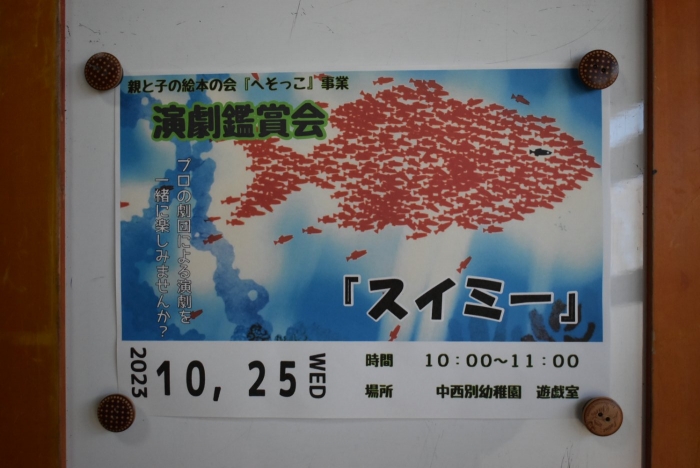 親と子の絵本の会『へそっこ』事業
演劇鑑賞会
プロの劇団による演劇を
一緒に楽しみませんか？
『スイミー』
2023
10, 25
WED
時間 10：00～11：00
場所 中西別幼稚園 遊戯室